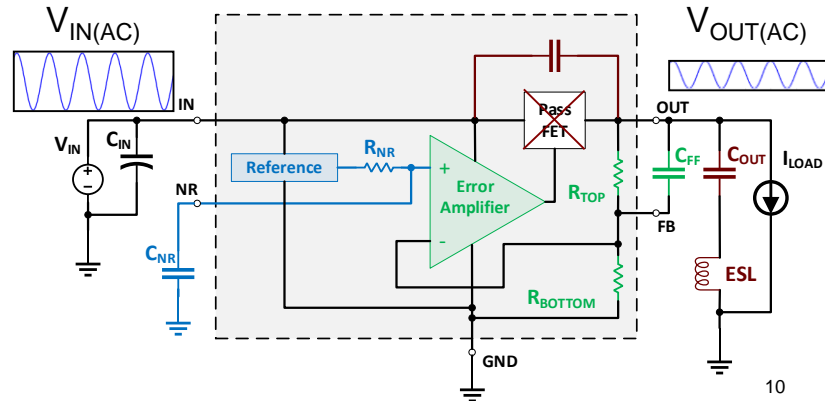 VIN(AC)
VOUT(AC)
IN
Pass
FET
OUT
VIN
CIN
RNR
Reference
NR
+
-
Error
Amplifier
RTOP
CFF
COUT
ILOAD
FB
CNR
RBOTTOM
ESL
GND
10